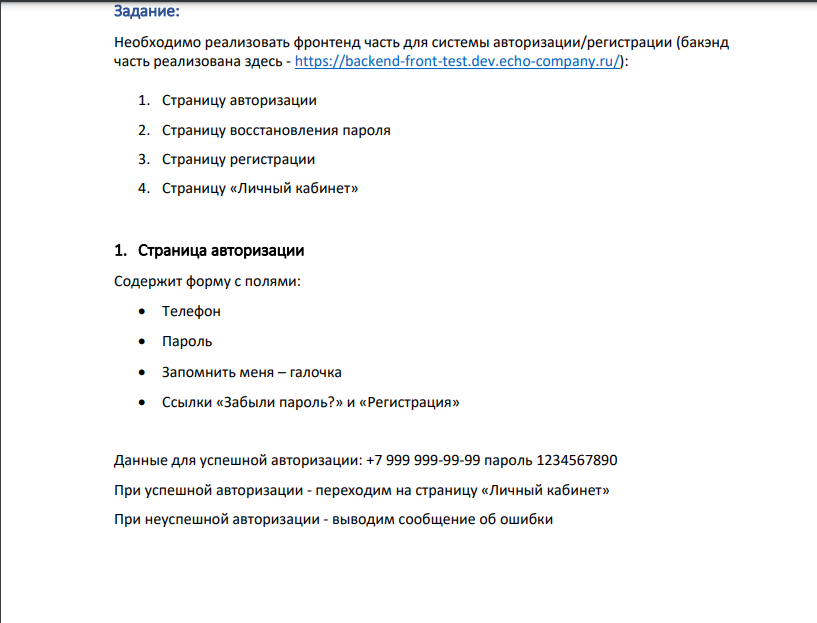 Задание:
Необходимо реализовать фронтенд часть для системы авторизации/регистрации (бакэнд
часть реализована здесь - https://backend-front-test.dev.echo-company.ru/):
1. Страницу авторизации
2. Страницу восстановления пароля
3. Страницу регистрации
4. Страницу «Личный кабинет»
1. Страница авторизации
Содержит форму с полями:
• Телефон
• Пароль
• Запомнить меня – галочка
• Ссылки «Забыли пароль?» и «Регистрация»
Данные для успешной авторизации: +7 999 999-99-99 пароль 1234567890
При успешной авторизации - переходим на страницу «Личный кабинет»
При неуспешной авторизации - выводим сообщение об ошибки